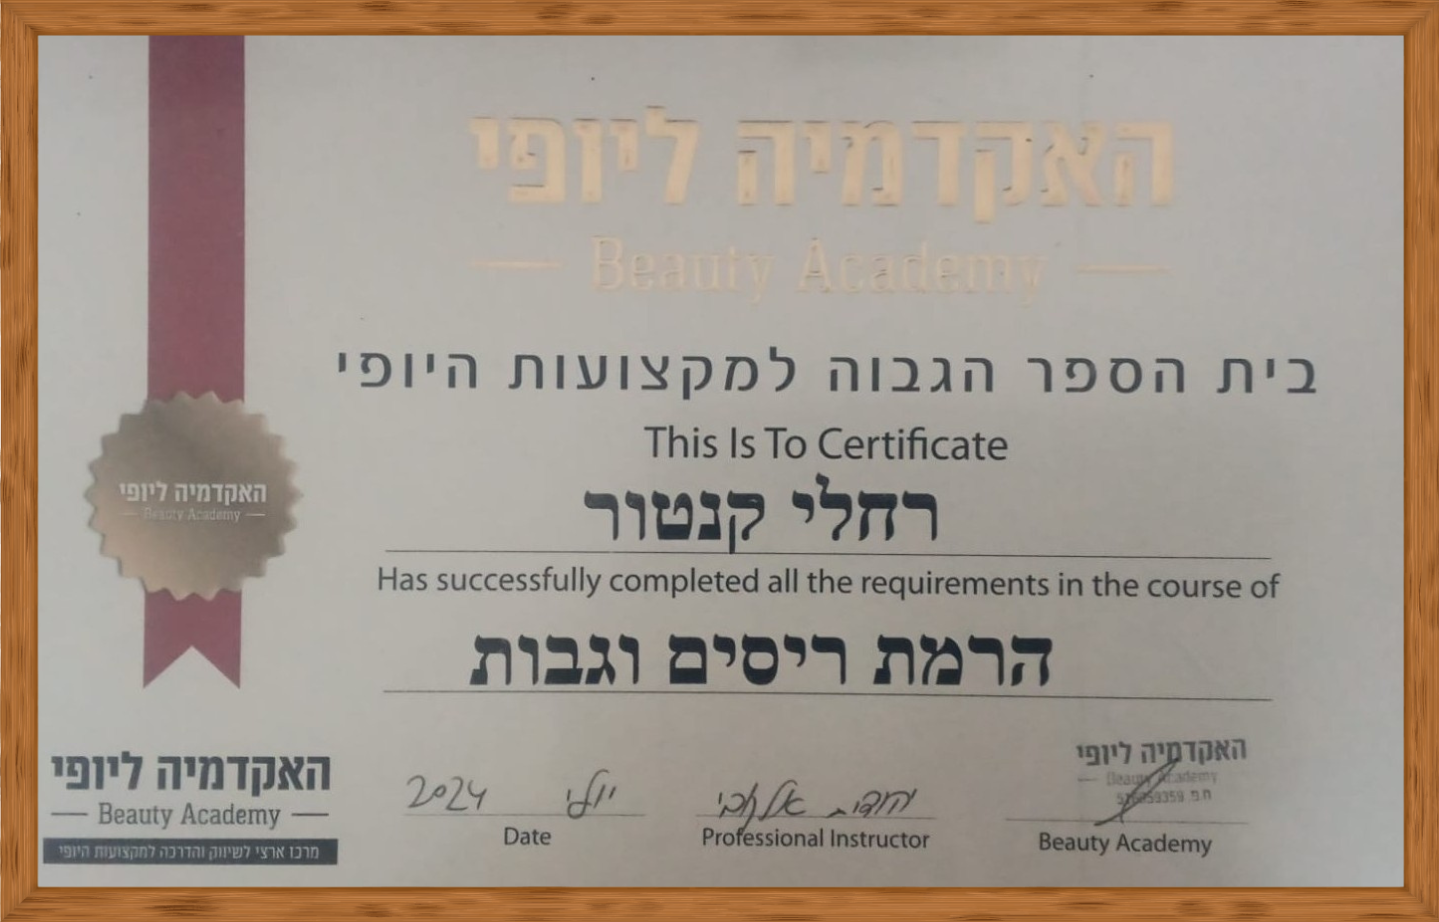 האקדמיה ליופי
Beauty Academy
בית הספר הגבוה למקצועות היופי
This Is To Certificate
רחלי קנטור
Has successfully completed all the requirements in the course of
הרמת ריסים וגבות
האקדמיה ליופי
Beauty Academy
האקדמיה ליופי
Beauty Academy
מרכז ארצי לשיווק והדרכה למקצועות היופי
יולי 2024
Date
יהודית
Professional Instructor
האקדמיה ליופי
Beauty Academy
ח.פ
Beauty Academy